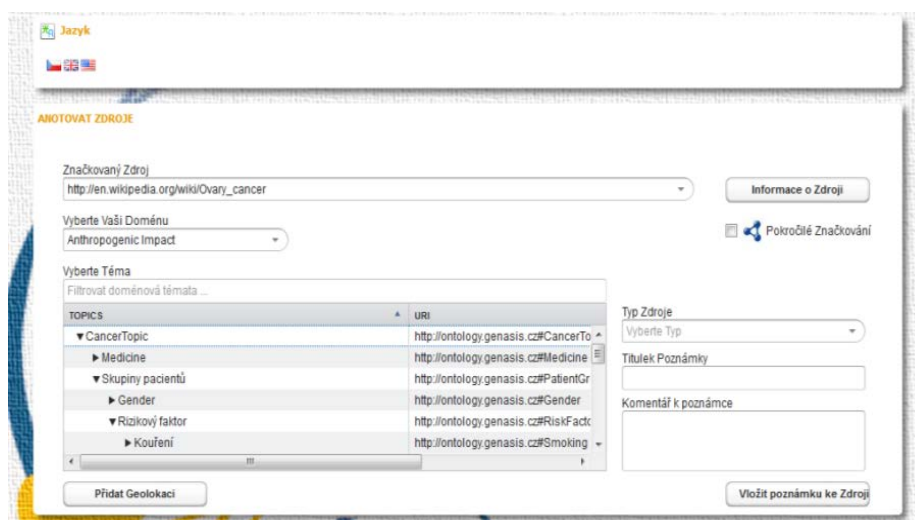 Jazyk
ANOTOVAT ZDROJE
Značkovaný Zdroj
http://en.wikipedia.org/wiki/Ovary_cancer
Informace o Zdroji
Vyberte Vaši Doménu
Anthropogenic Impact
Pokročilé Značkování
Vyberte Téma
Filtrovat doménová témata ...
TOPICS URI
CancerTopic http://ontology.genasis.cz#CancerTo
Medicine http://ontology.genasis.cz#Medicine
Skupiny pacientů http://ontology.genasis.cz#PatientGr
Gender http://ontology.genasis.cz#Gender
Rizikový faktor http://ontology.genasis.cz#RiskFacto
Kouření http://ontology.genasis.cz#Smoking
Typ Zdroje
Vyberte Typ
Titulek Poznámky
Komentář k poznámce
Přidat Geolokaci
Vložit poznámku ke Zdroji